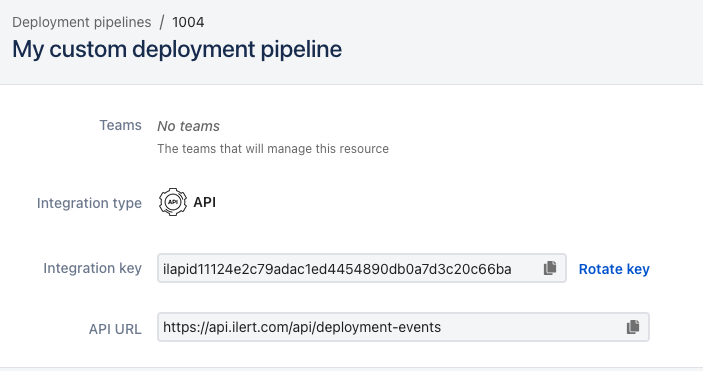 Deployment pipelines / 1004
My custom deployment pipeline
Teams No teams
The teams that will manage this resource
Integration type API API
Integration key ilapid11124e2c79adac1ed4454890db0a7d3c20c66ba Rotate key
API URL https://api.ilert.com/api/deployment-events